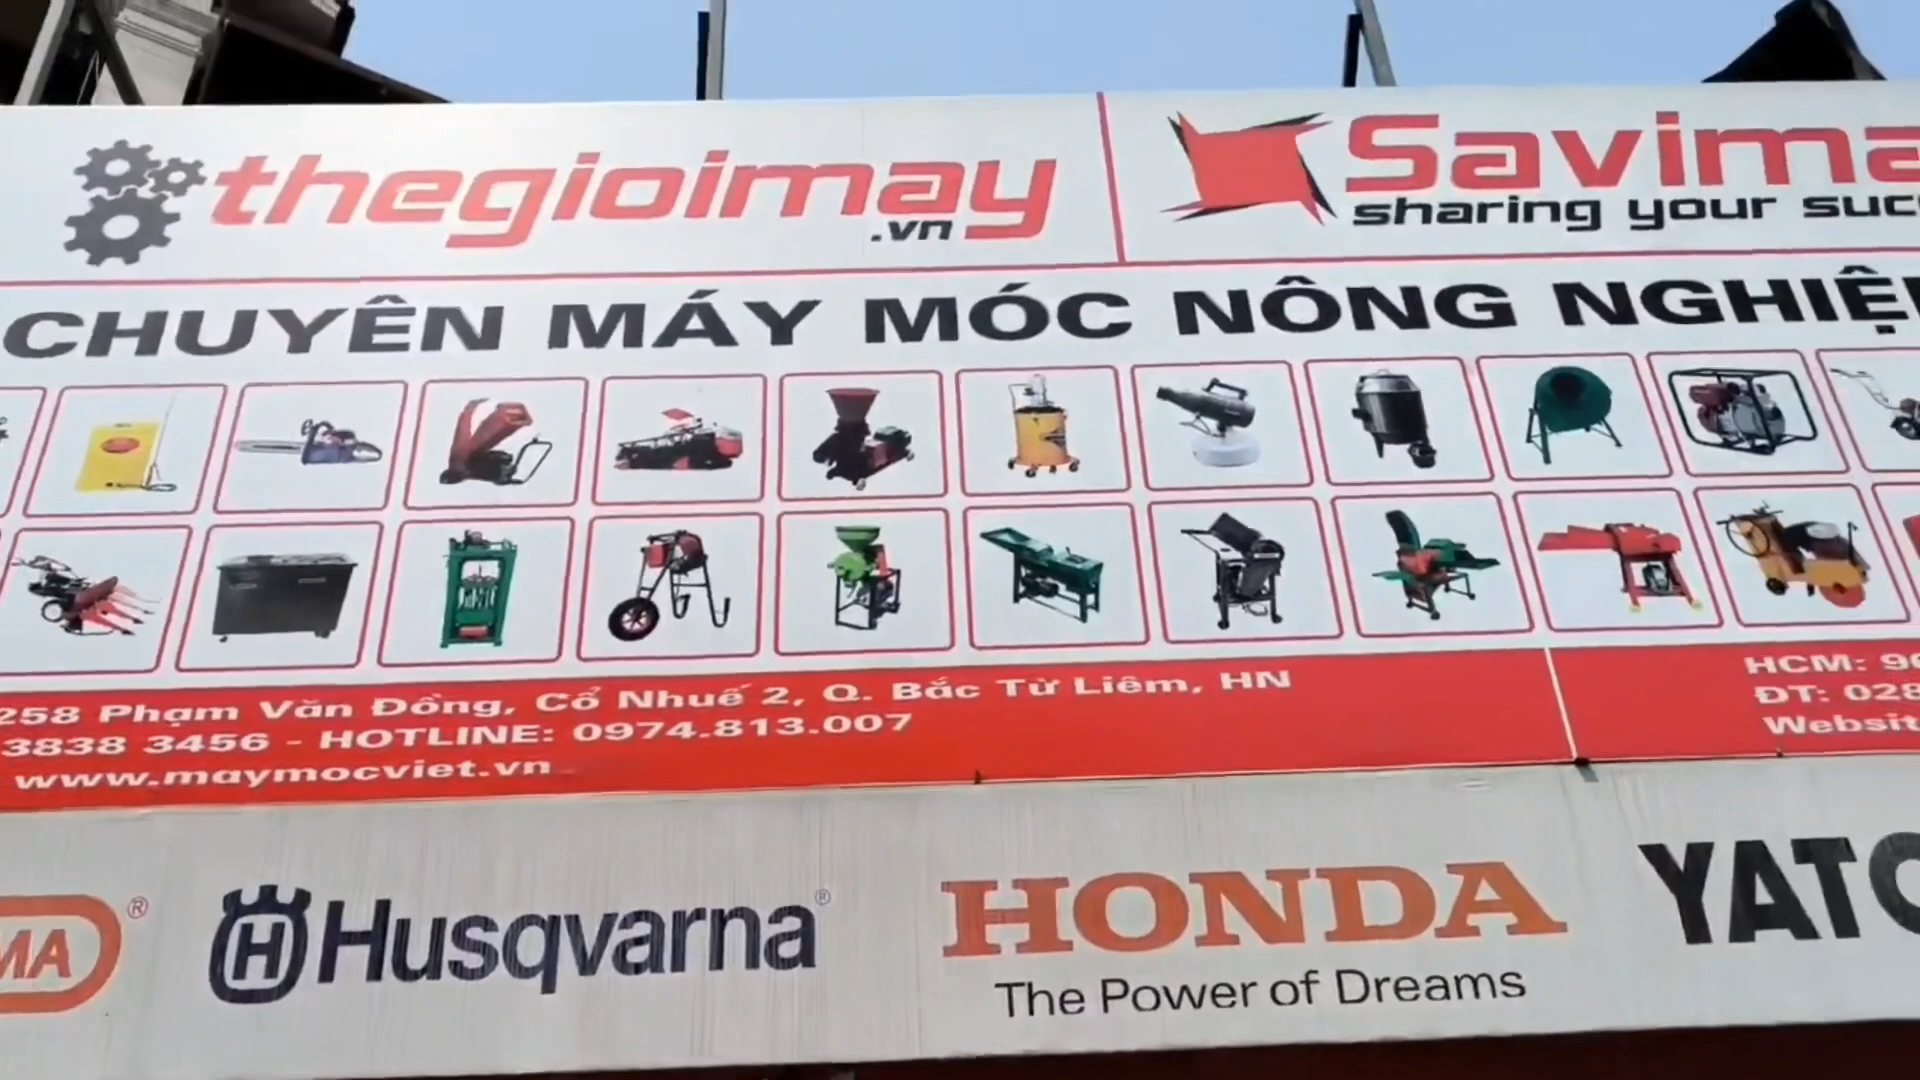 thegioimay
.vn
Savima
sharing your suc
CHUYÊN MÁY MÓC NÔNG NGHIỆ
258 Phạm Văn Đồng, Cổ Nhuế 2, Q. Bắc Từ Liêm, HN
3838 3456 - HOTLINE: 0974.813.007
www.maymocviet.vn
HCM: 9
ĐT: 028
Websit
MA®
H Husqvarna®
HONDA
The Power of Dreams
YATO